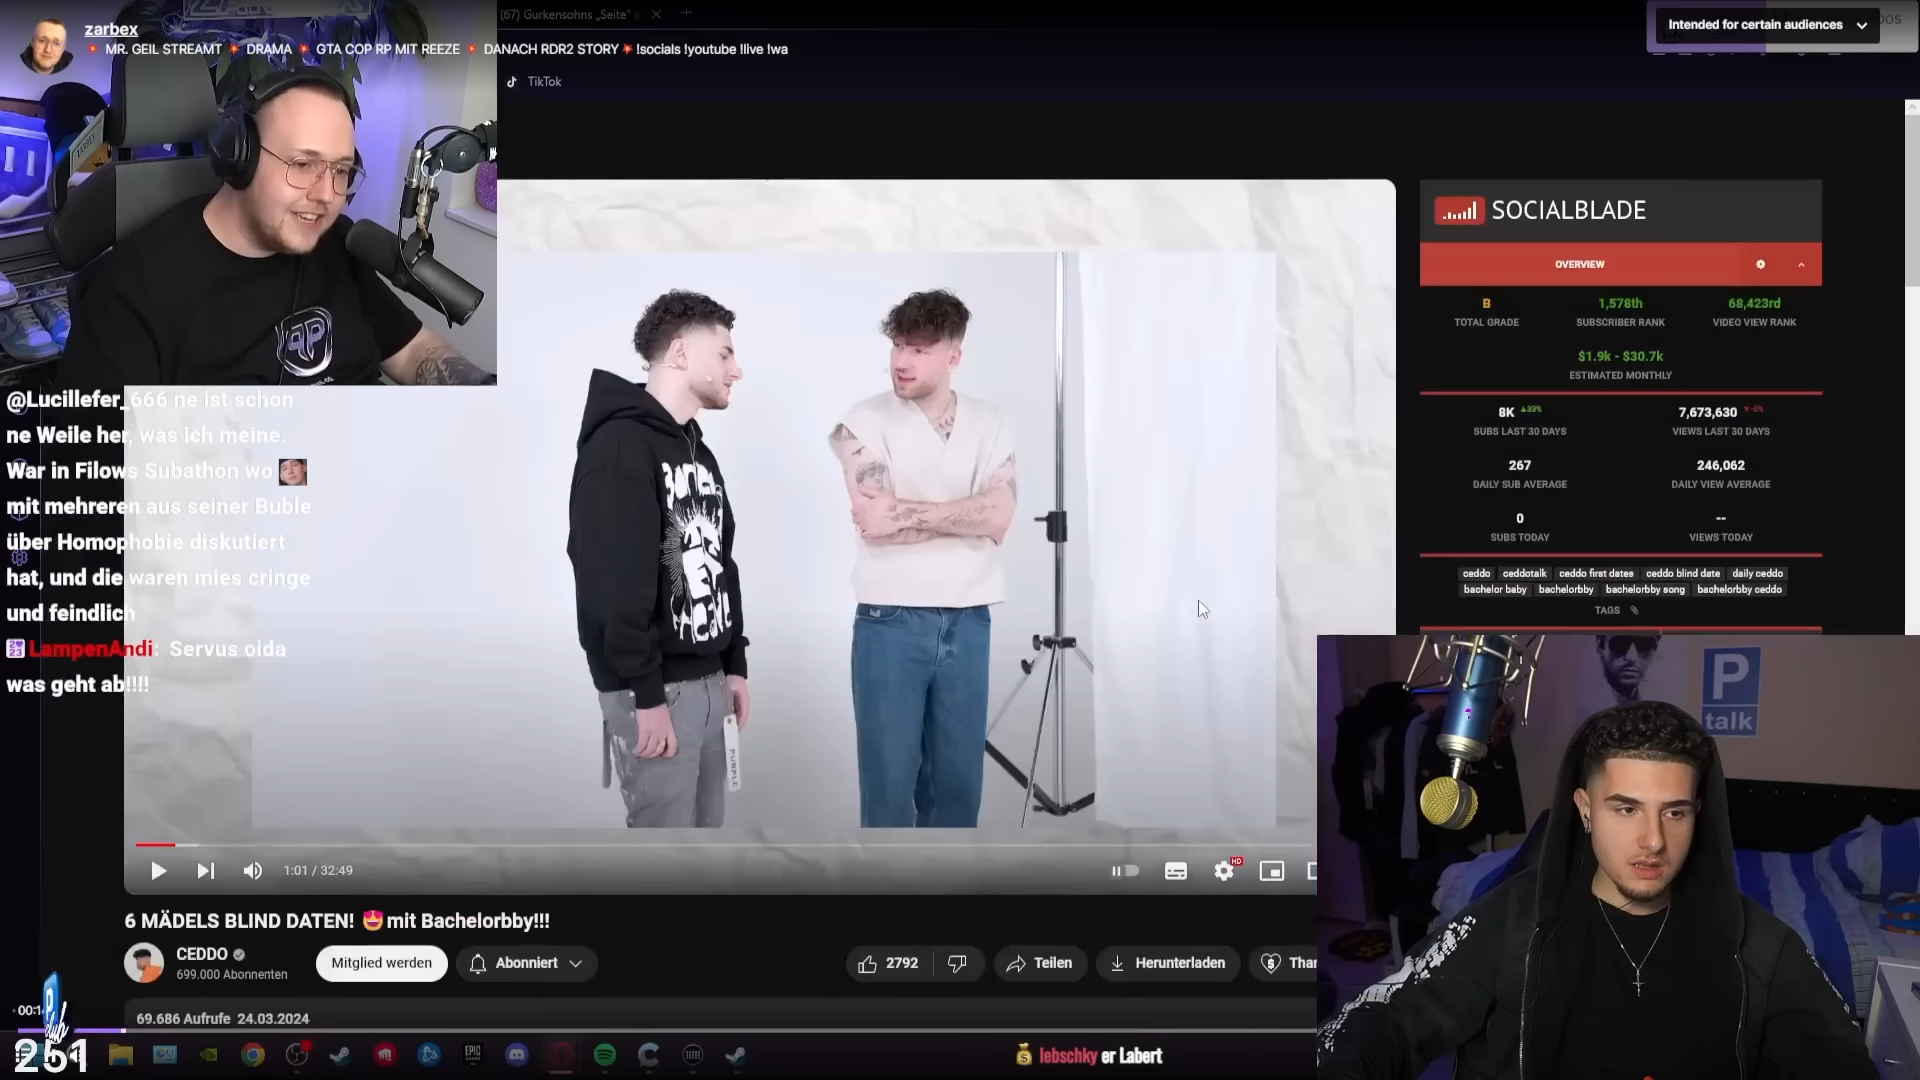 zarbex
MR. GEIL STREAMT DRAMA GTA COP RP MIT REEZE DANACH RDR2 STORY !socials !youtube !live !wa
(67) Gurkensohns „Seite"
TikTok
Intended for certain audiences
@Lucillefer_666 ne ist schon
ne Weile her, was ich meine.
War in Filows Subathon wo
mit mehreren aus seiner Buble
über Homophobie diskutiert
hat, und die waren mies cringe
und feindlich
LampenAndi: Servus oida
was geht ab!!!!
SOCIALBLADE
OVERVIEW
B 1,578th 68,423rd
TOTAL GRADE SUBSCRIBER RANK VIDEO VIEW RANK
$1.9k - $30.7k
ESTIMATED MONTHLY
8K 7,673,630
SUBS LAST 30 DAYS VIEWS LAST 30 DAYS
267 246,062
DAILY SUB AVERAGE DAILY VIEW AVERAGE
0 --
SUBS TODAY VIEWS TODAY
ceddo ceddotalk ceddo first dates ceddo blind date daily ceddo
bachelor baby bachelorbby bachelorbby song bachelorbby ceddo
TAGS
PURPLE
P
talk
1:01 / 32:49
HD
6 MÄDELS BLIND DATEN! 😍 mit Bachelorbby!!!
CEDDO
699.000 Abonnenten
Mitglied werden
Abonniert
2792
Teilen
Herunterladen
69.686 Aufrufe 24.03.2024
251
EPIC
lebschky er Labert